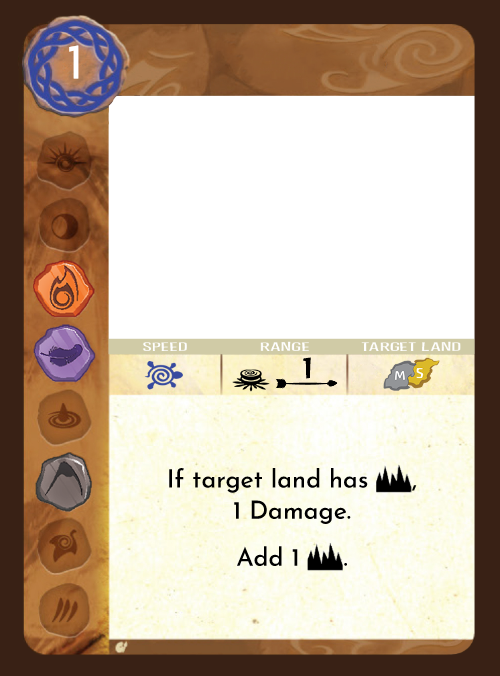 1
SPEED RANGE TARGET LAND
1
M S
If target land has ,
1 Damage.
Add 1 .